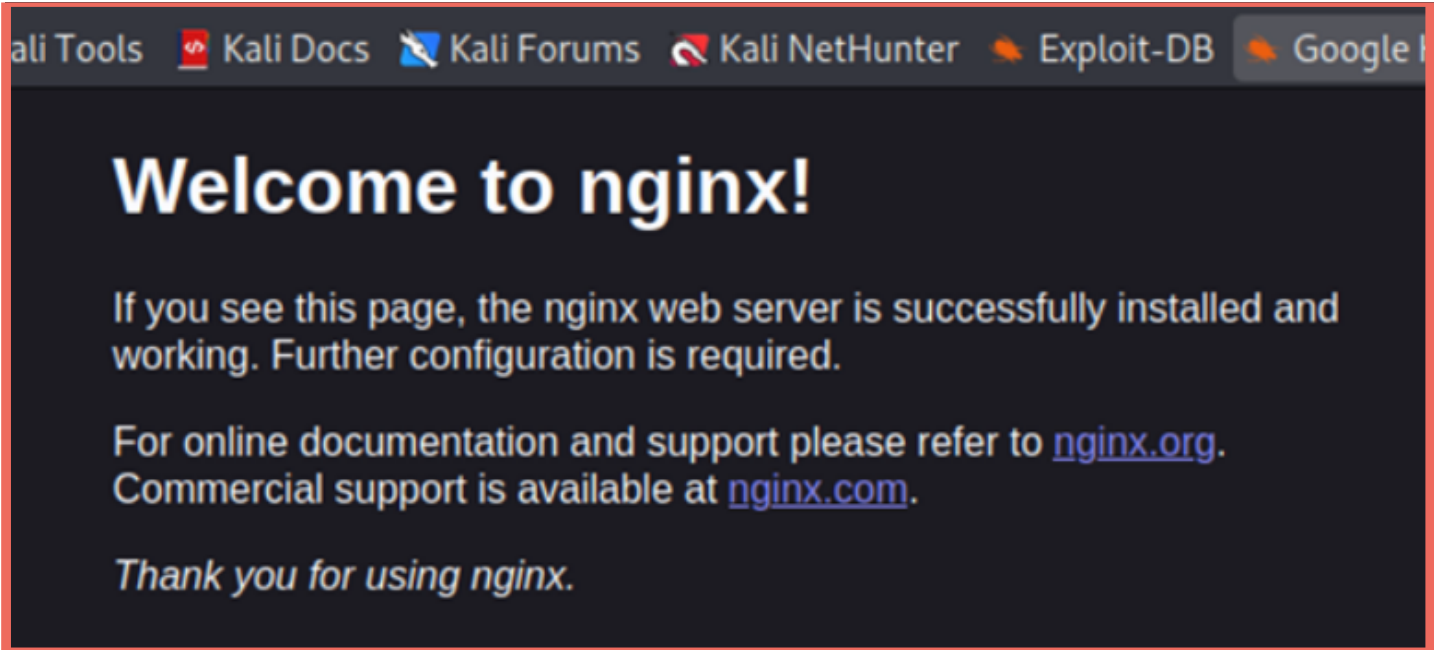 ali Tools Kali Docs Kali Forums Kali NetHunter Exploit-DB Google
Welcome to nginx!
If you see this page, the nginx web server is successfully installed and
working. Further configuration is required.
For online documentation and support please refer to nginx.org.
Commercial support is available at nginx.com.
Thank you for using nginx.